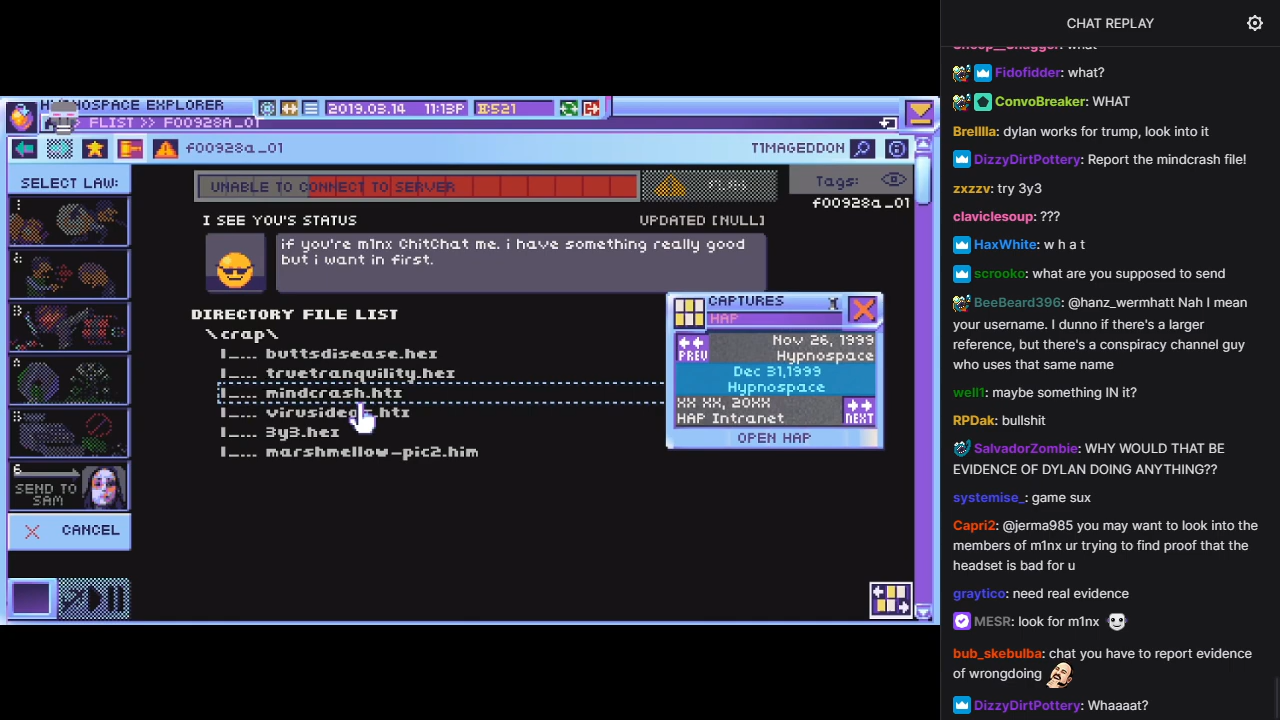 HYPNOSPACE EXPLORER
2019.03.14 11:13P 521
FLIST >> F00928A_01
f00928a_01
T1MAGEDDON
SELECT LAW:
1
2
3
4
5
6
SEND TO
SAM
CANCEL
UNABLE TO CONNECT TO SERVER
Tags:
f00928a_01
I SEE YOU'S STATUS
UPDATED [NULL]
if you're m1nx ChitChat me. i have something really good
but i want in first.
DIRECTORY FILE LIST
\crap\
|.... buttsdisease.hex
|.... truetranquility.hex
|.... mindcrash.htx
|.... 3y3.hex
|.... marshmellow-pic2.him
CAPTURES
HAP
PREV
Nov 26, 1999
Hypnospace
Dec 31,1999
Hypnospace
XX XX, 20XX
HAP Intranet
NEXT
OPEN HAP
CHAT REPLAY
what
Fidofidder: what?
ConvoBreaker: WHAT
Brelllla: dylan works for trump, look into it
DizzyDirtPottery: Report the mindcrash file!
zxzzv: try 3y3
claviclesoup: ???
HaxWhite: w h a t
scrooko: what are you supposed to send
BeeBeard396: @hanz_wermhatt Nah I mean
your username. I dunno if there's a larger
reference, but there's a conspiracy channel guy
who uses that same name
well1: maybe something IN it?
RPDak: bullshit
SalvadorZombie: WHY WOULD THAT BE
EVIDENCE OF DYLAN DOING ANYTHING??
systemise_: game sux
Capri2: @jerma985 you may want to look into the
members of m1nx ur trying to find proof that the
headset is bad for u
graytico: need real evidence
MESR: look for m1nx
bub_skebulba: chat you have to report evidence
of wrongdoing
DizzyDirtPottery: Whaaaat?